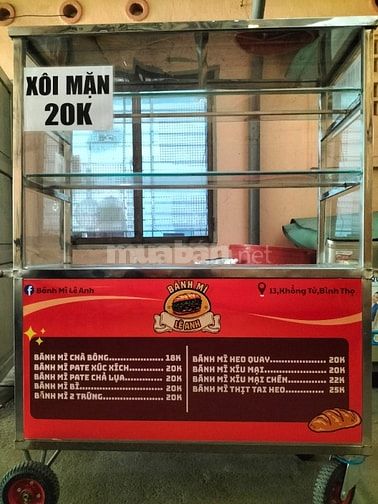 XÔI MẶN
20K
muaban.net
Bánh Mì Lê Anh
BÁNH MÌ
LÊ ANH
13,Khổng Tử,Bình Thọ
BÁNH MÌ CHÀ BÔNG.................. 18K
BÁNH MÌ PATE XÚC XÍCH............ 20K
BÁNH MÌ PATE CHẢ LỤA............. 20K
BÁNH MÌ BÌ............................. 20K
BÁNH MÌ 2 TRỨNG.................... 20K
BÁNH MÌ HEO QUAY.................. 20K
BÁNH MÌ XÍU MẠI..................... 20K
BÁNH MÌ XÍU MẠI CHÉN............. 22K
BÁNH MÌ THỊT TAI HEO.............. 25K